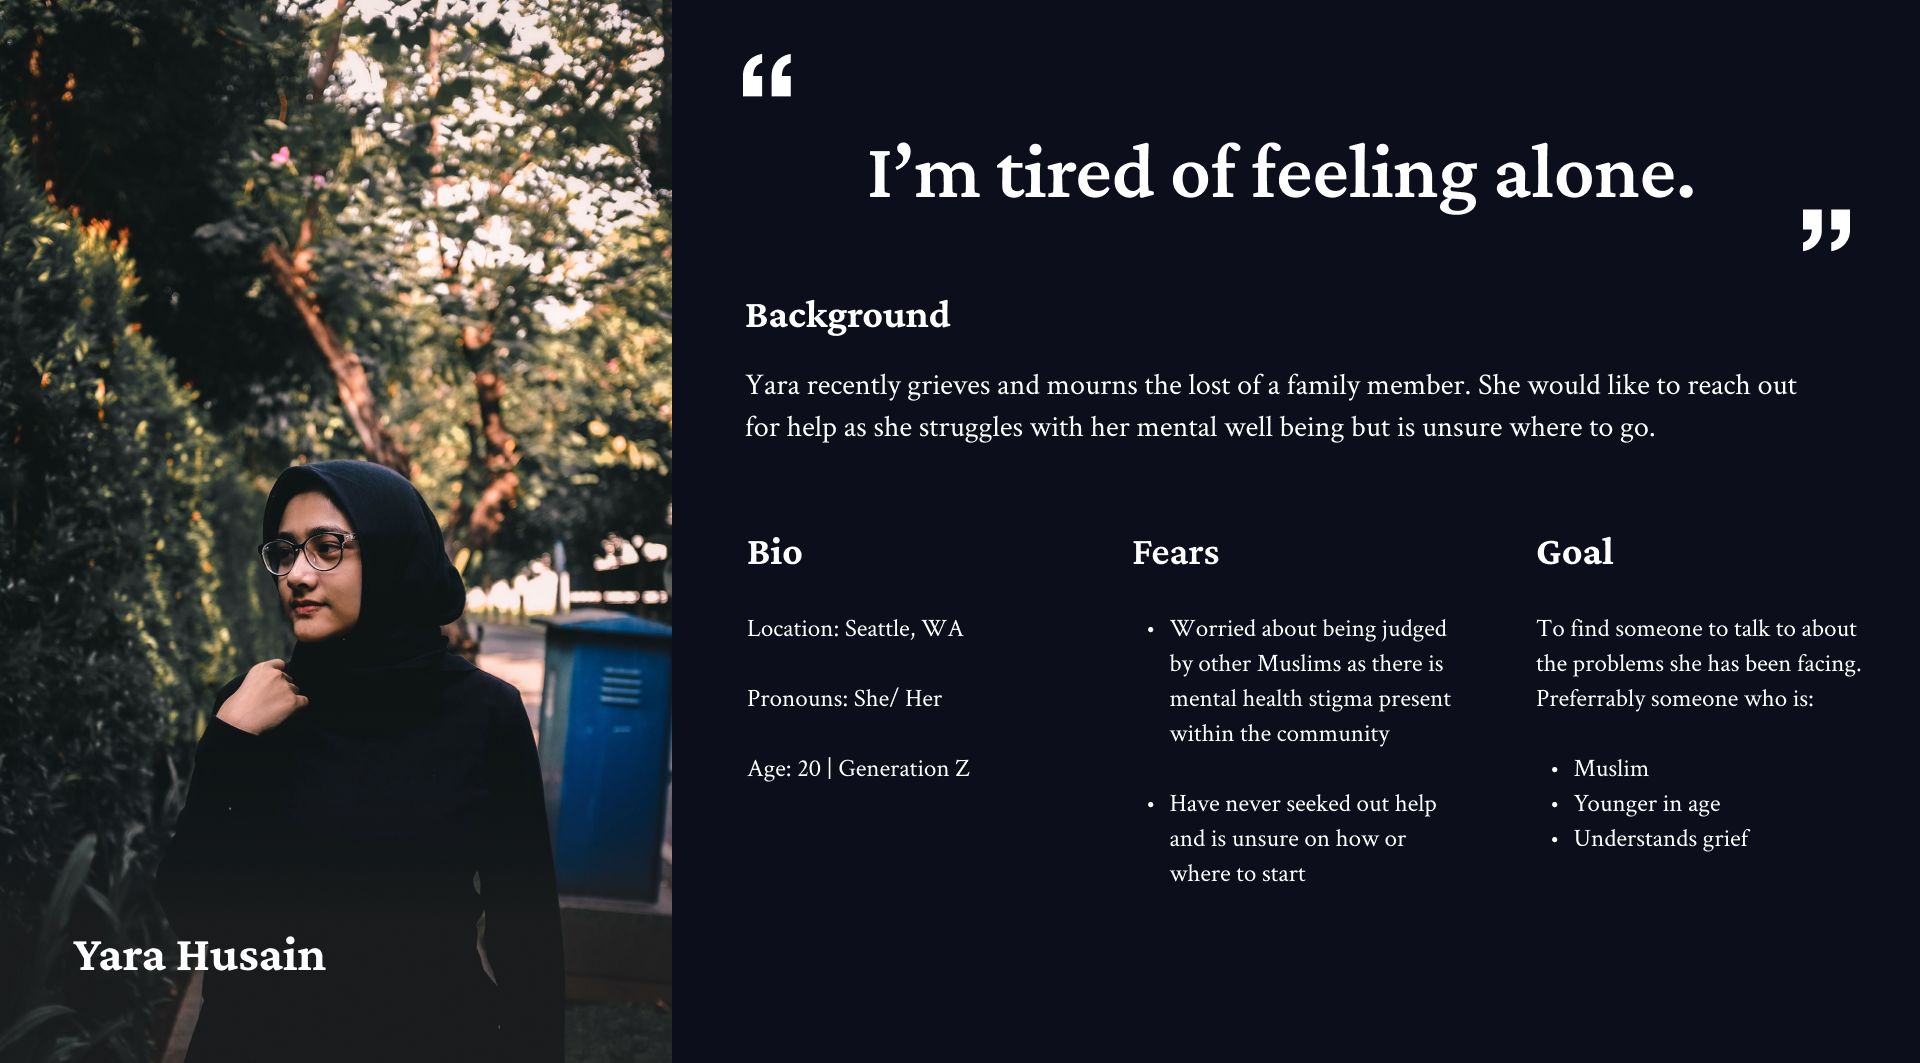 “
I’m tired of feeling alone.
”
Background
Yara recently grieves and mourns the lost of a family member. She would like to reach out
for help as she struggles with her mental well being but is unsure where to go.
Bio
Location: Seattle, WA
Pronouns: She/ Her
Age: 20 | Generation Z
Fears
• Worried about being judged
by other Muslims as there is
mental health stigma present
within the community
• Have never seeked out help
and is unsure on how or
where to start
Goal
To find someone to talk to about
the problems she has been facing.
Preferrably someone who is:
• Muslim
• Younger in age
• Understands grief
Yara Husain